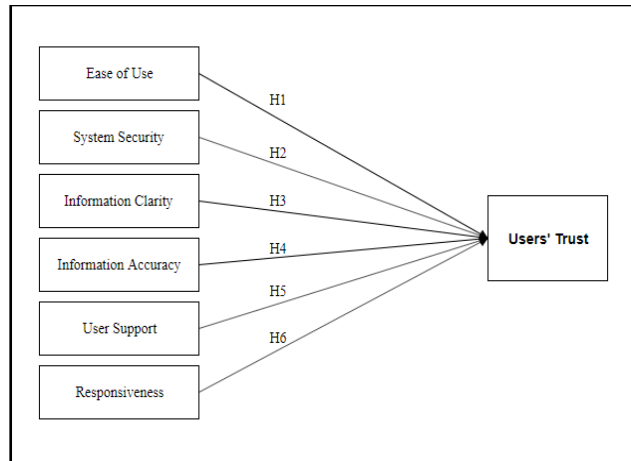 Ease of Use
H1
System Security
H2
Information Clarity
H3
Users' Trust
Information Accuracy
H4
User Support
H5
Responsiveness
H6